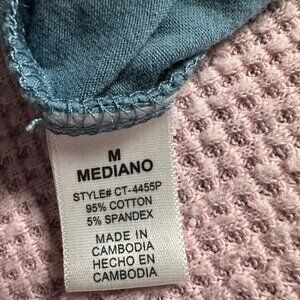 M
MEDIANO
STYLE# CT-4455P
95% COTTON
5% SPANDEX
MADE IN
CAMBODIA
HECHO EN
CAMBODIA